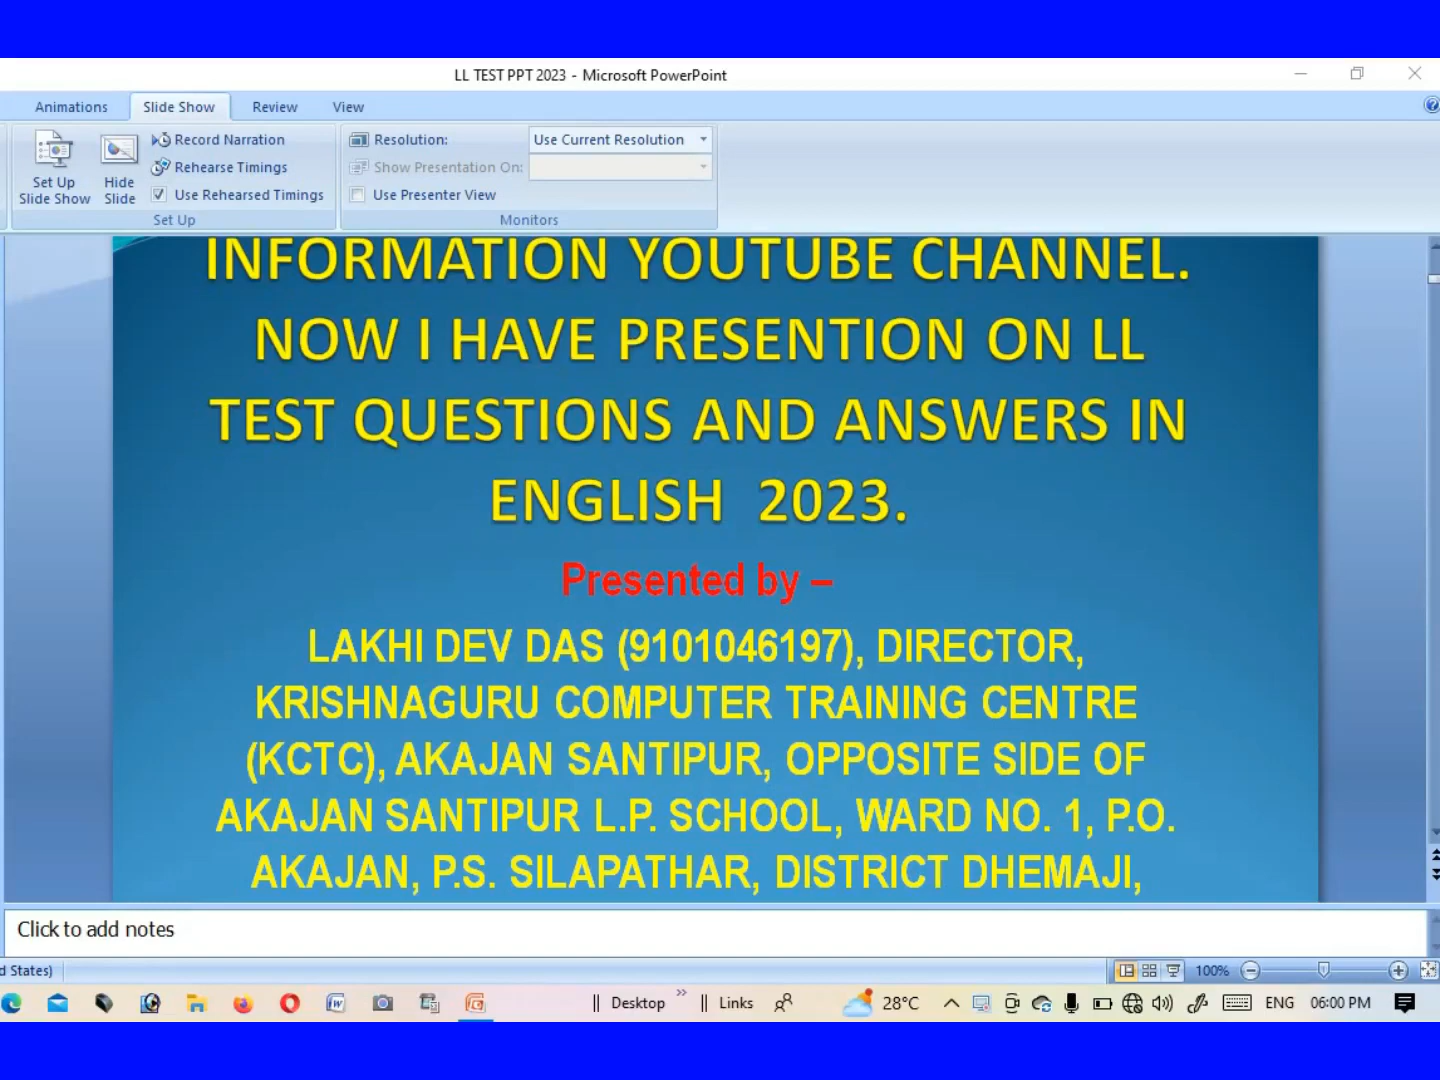 LL TEST PPT 2023 - Microsoft PowerPoint
Animations Slide Show Review View
Record Narration Resolution: Use Current Resolution
Rehearse Timings Show Presentation On:
Set Up Slide Show Hide Slide Use Rehearsed Timings Use Presenter View
Set Up Monitors
INFORMATION YOUTUBE CHANNEL.
NOW I HAVE PRESENTION ON LL
TEST QUESTIONS AND ANSWERS IN
ENGLISH 2023.
Presented by –
LAKHI DEV DAS (9101046197), DIRECTOR,
KRISHNAGURU COMPUTER TRAINING CENTRE
(KCTC), AKAJAN SANTIPUR, OPPOSITE SIDE OF
AKAJAN SANTIPUR L.P. SCHOOL, WARD NO. 1, P.O.
AKAJAN, P.S. SILAPATHAR, DISTRICT DHEMAJI,
Click to add notes
d States) 100%
Desktop Links 28°C ENG 06:00 PM